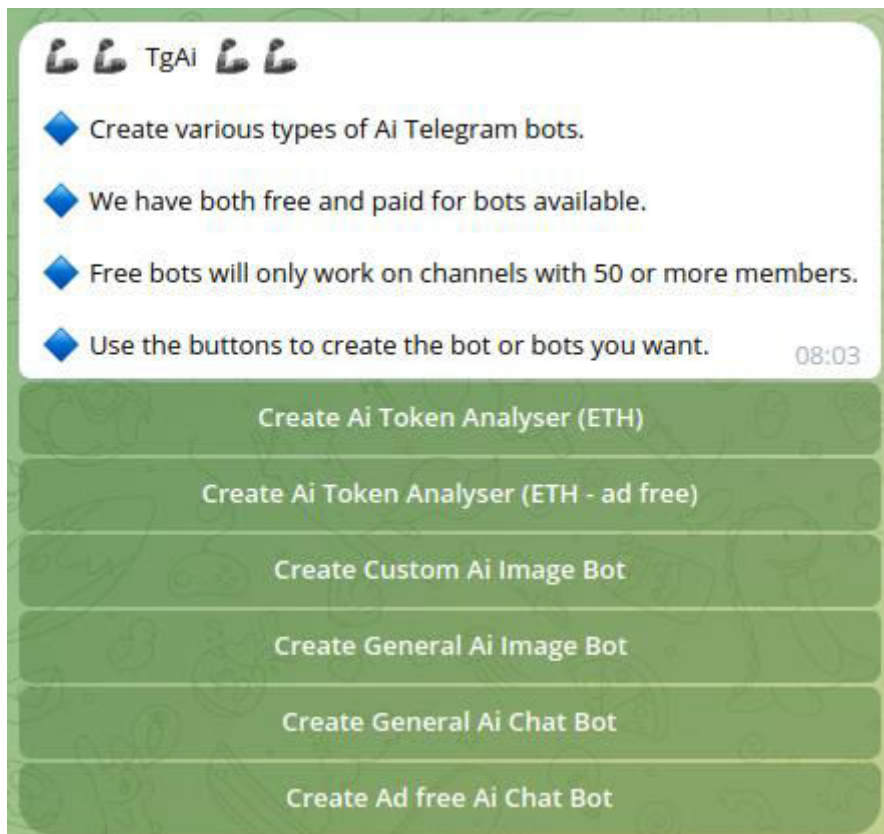 🦾 🦾 TgAi 🦾 🦾
🔷 Create various types of Ai Telegram bots.
🔷 We have both free and paid for bots available.
🔷 Free bots will only work on channels with 50 or more members.
🔷 Use the buttons to create the bot or bots you want.
08:03
Create Ai Token Analyser (ETH)
Create Ai Token Analyser (ETH - ad free)
Create Custom Ai Image Bot
Create General Ai Image Bot
Create General Ai Chat Bot
Create Ad free Ai Chat Bot